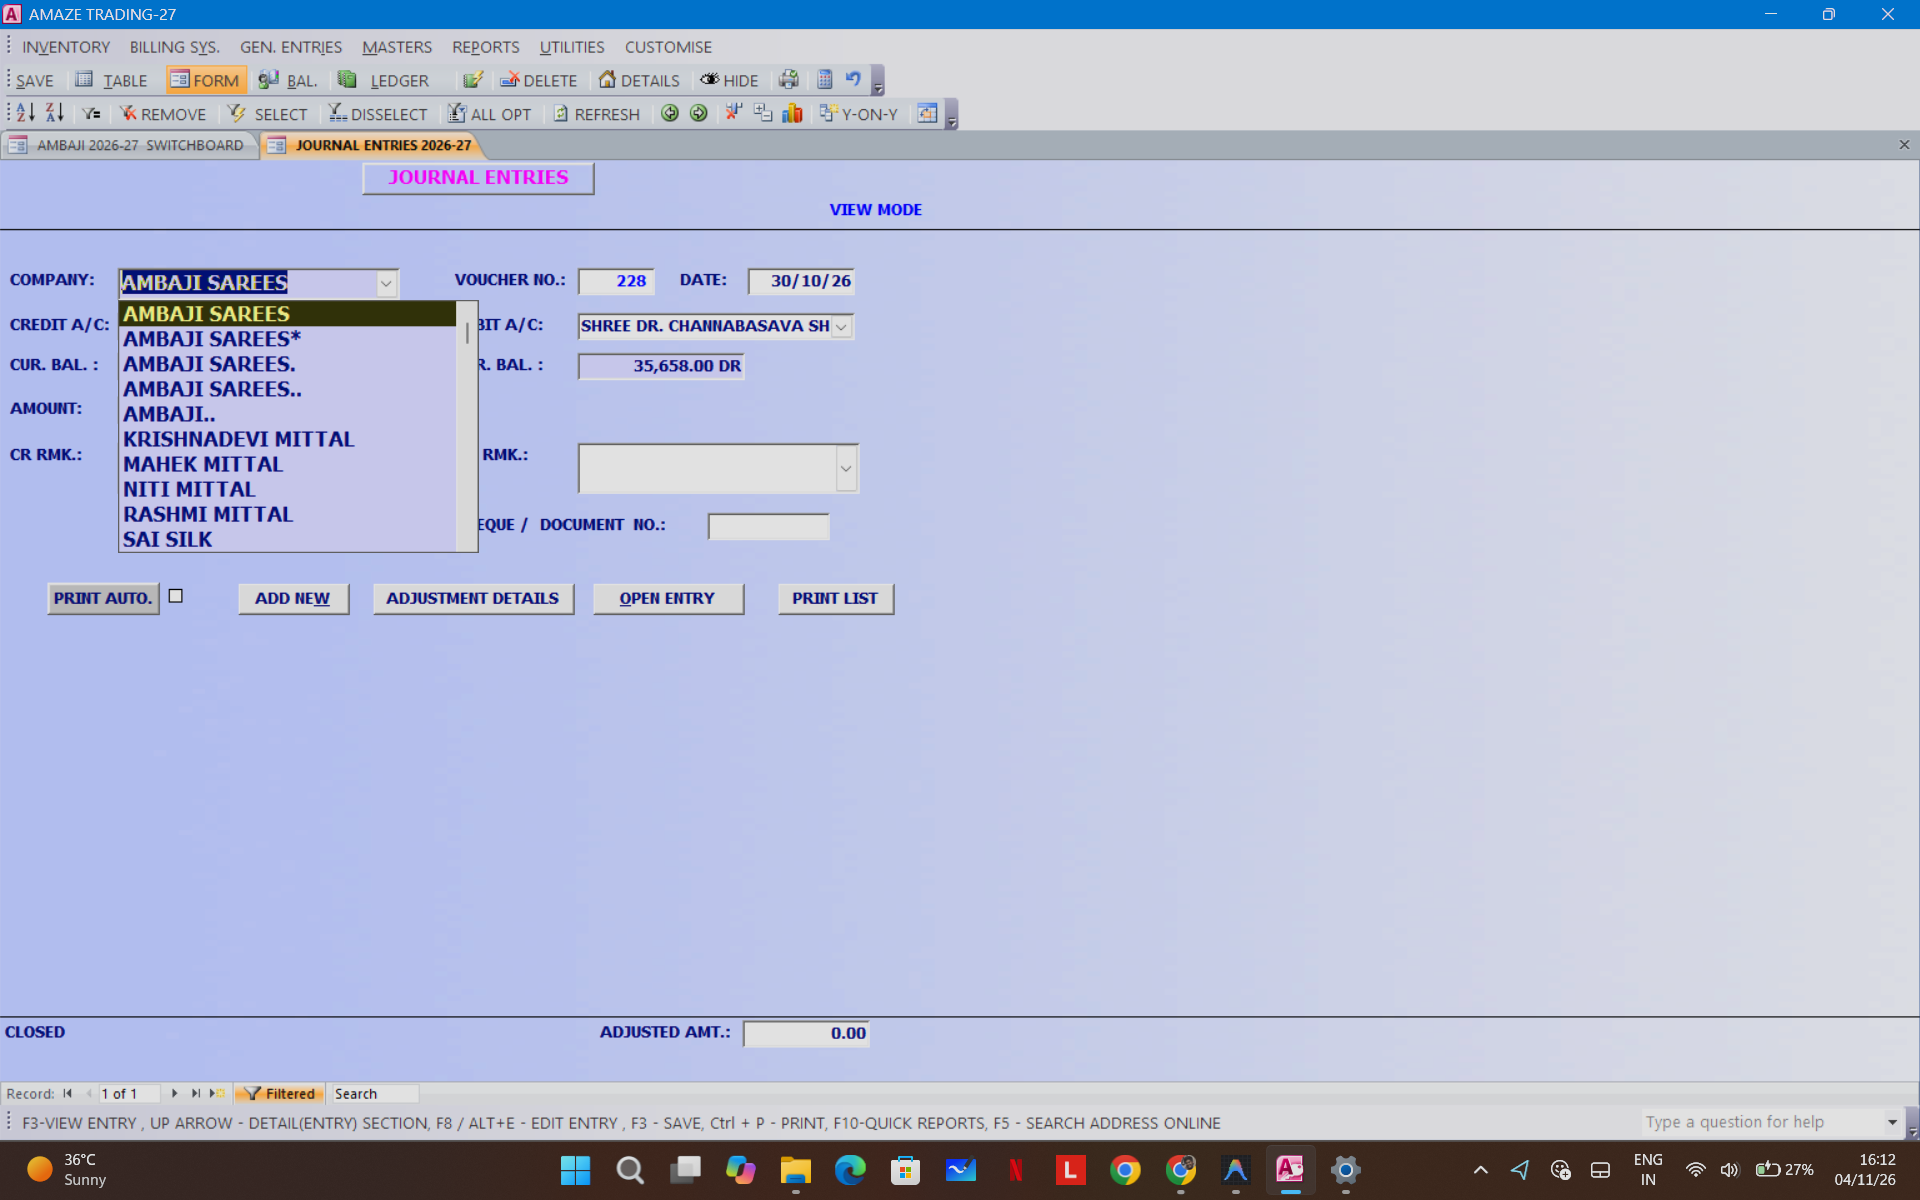 AMAZE TRADING-27
INVENTORY BILLING SYS. GEN. ENTRIES MASTERS REPORTS UTILITIES CUSTOMISE
SAVE TABLE FORM BAL. LEDGER DELETE DETAILS HIDE
REMOVE SELECT DISSELECT ALL OPT REFRESH Y-ON-Y
AMBAJI 2026-27 SWITCHBOARD JOURNAL ENTRIES 2026-27
JOURNAL ENTRIES
VIEW MODE
COMPANY: AMBAJI SAREES VOUCHER NO.: 228 DATE: 30/10/26
AMBAJI SAREES
CREDIT A/C: BIT A/C: SHREE DR. CHANNABASAVA SH
AMBAJI SAREES*
CUR. BAL. : AMBAJI SAREES. R. BAL. : 35,658.00 DR
AMBAJI SAREES..
AMOUNT: AMBAJI..
KRISHNADEVI MITTAL
CR RMK.: MAHEK MITTAL RMK.:
NITI MITTAL
RASHMI MITTAL
EQUE / DOCUMENT NO.:
SAI SILK
PRINT AUTO. ADD NEW ADJUSTMENT DETAILS OPEN ENTRY PRINT LIST
CLOSED ADJUSTED AMT.: 0.00
Record: 1 of 1 Filtered Search
F3-VIEW ENTRY , UP ARROW - DETAIL(ENTRY) SECTION, F8 / ALT+E - EDIT ENTRY , F3 - SAVE, Ctrl + P - PRINT, F10-QUICK REPORTS, F5 - SEARCH ADDRESS ONLINE Type a question for help
36°C
Sunny
ENG
IN
27%
16:12
04/11/26